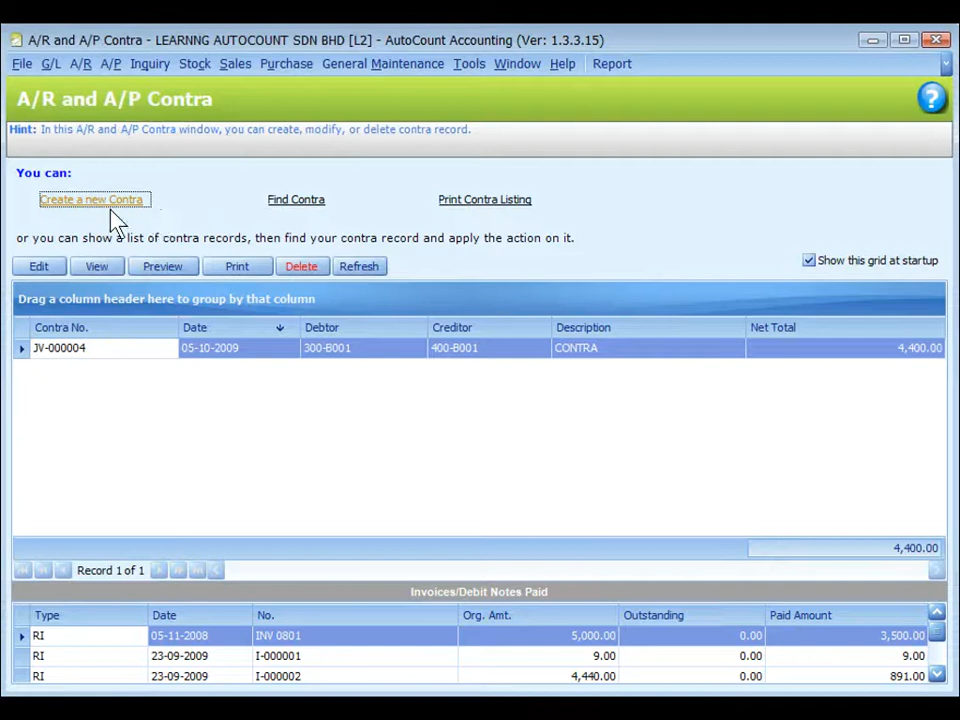 A/R and A/P Contra - LEARNNG AUTOCOUNT SDN BHD [L2] - AutoCount Accounting (Ver: 1.3.3.15)
File G/L A/R A/P Inquiry Stock Sales Purchase General Maintenance Tools Window Help Report
A/R and A/P Contra
?
Hint: In this A/R and A/P Contra window, you can create, modify, or delete contra record.
You can:
Create a new Contra Find Contra Print Contra Listing
or you can show a list of contra records, then find your contra record and apply the action on it.
Edit View Preview Print Delete Refresh Show this grid at startup
Drag a column header here to group by that column
Contra No. Date Debtor Creditor Description Net Total
JV-000004 05-10-2009 300-B001 400-B001 CONTRA 4,400.00
4,400.00
Record 1 of 1
Invoices/Debit Notes Paid
Type Date No. Org. Amt. Outstanding Paid Amount
RI 05-11-2008 INV 0801 5,000.00 0.00 3,500.00
RI 23-09-2009 I-000001 9.00 0.00 9.00
RI 23-09-2009 I-000002 4,440.00 0.00 891.00